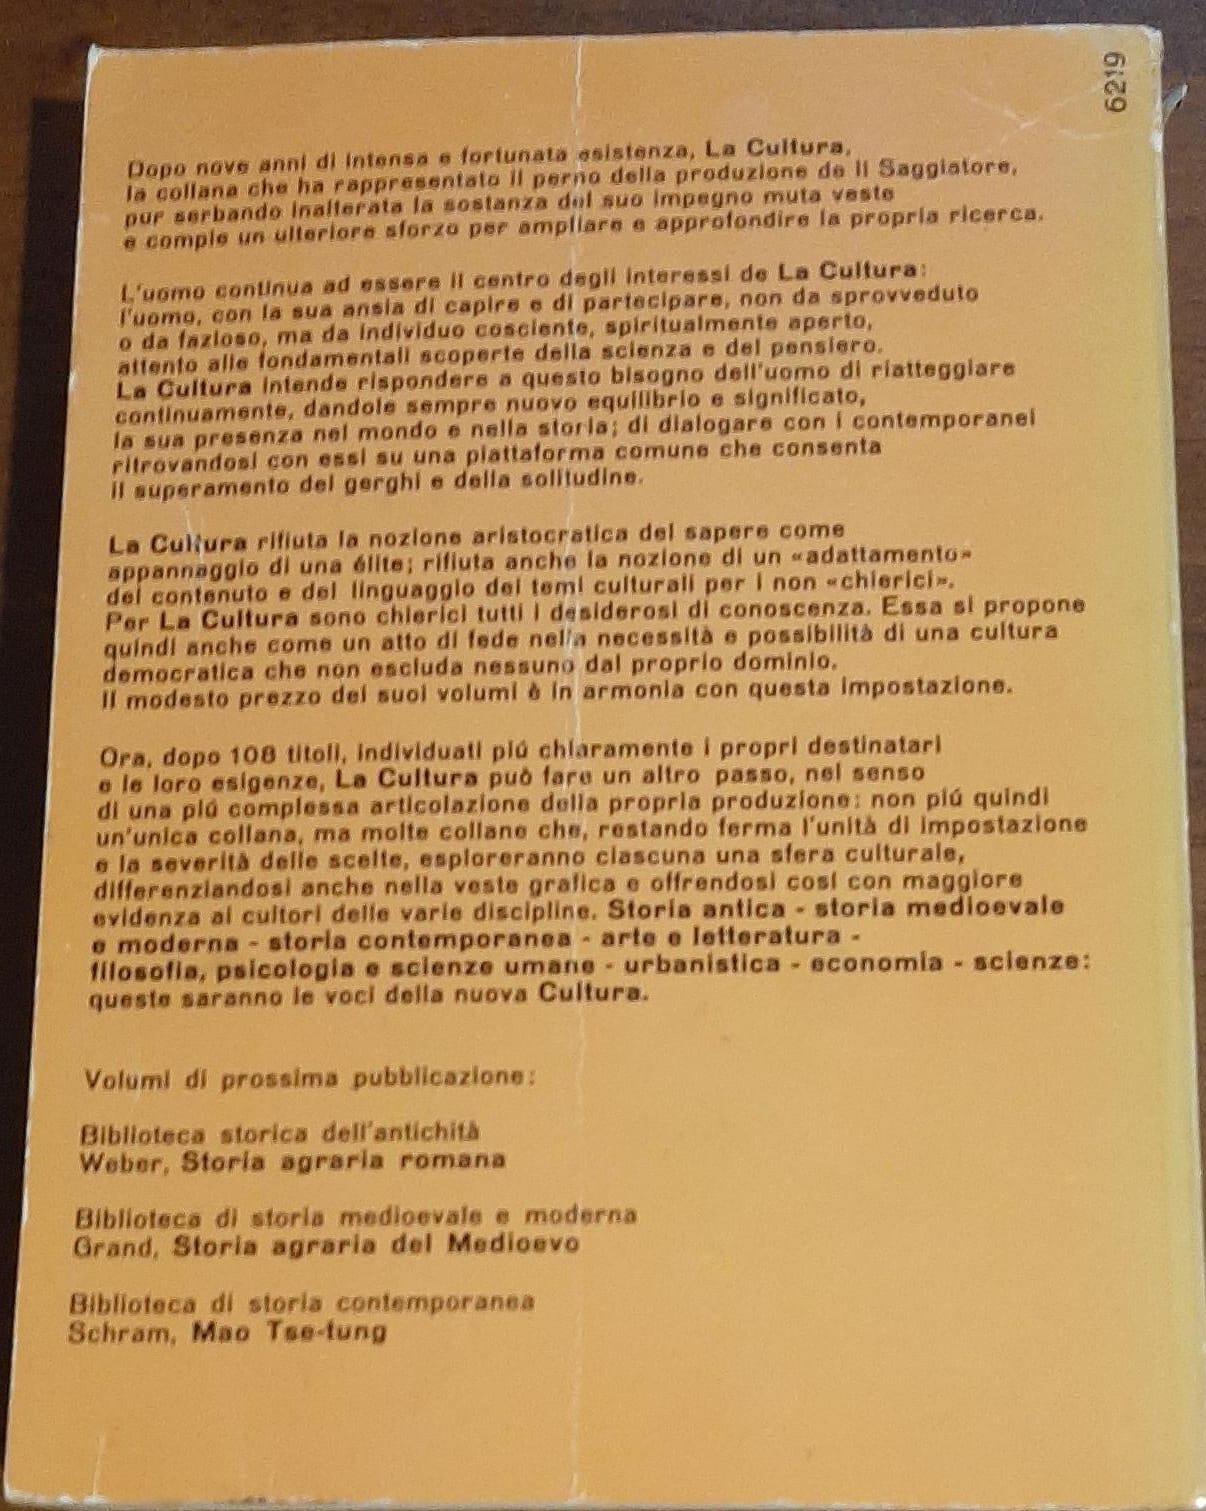 6219
Dopo nove anni di intensa e fortunata esistenza, La Cultura,
la collana che ha rappresentato il perno della produzione de Il Saggiatore,
pur serbando inalterata la sostanza del suo impegno muta veste
e compie un ulteriore sforzo per ampliare e approfondire la propria ricerca.
L'uomo continua ad essere il centro degli interessi de La Cultura:
l'uomo, con la sua ansia di capire e di partecipare, non da sprovveduto
o da fazioso, ma da individuo cosciente, spiritualmente aperto,
attento alle fondamentali scoperte della scienza e del pensiero.
La Cultura intende rispondere a questo bisogno dell'uomo di riatteggiare
continuamente, dandole sempre nuovo equilibrio e significato,
la sua presenza nel mondo e nella storia; di dialogare con i contemporanei
ritrovandosi con essi su una piattaforma comune che consenta
il superamento dei gerghi e della solitudine.
La Cultura rifiuta la nozione aristocratica del sapere come
appannaggio di una élite; rifiuta anche la nozione di un «adattamento»
del contenuto e del linguaggio dei temi culturali per i non «chierici».
Per La Cultura sono chierici tutti i desiderosi di conoscenza. Essa si propone
quindi anche come un atto di fede nella necessità e possibilità di una cultura
democratica che non escluda nessuno dal proprio dominio.
Il modesto prezzo dei suoi volumi è in armonia con questa impostazione.
Ora, dopo 108 titoli, individuati piú chiaramente i propri destinatari
e le loro esigenze, La Cultura può fare un altro passo, nel senso
di una piú complessa articolazione della propria produzione: non piú quindi
un'unica collana, ma molte collane che, restando ferma l'unità di impostazione
e la severità delle scelte, esploreranno ciascuna una sfera culturale,
differenziandosi anche nella veste grafica e offrendosi cosí con maggiore
evidenza ai cultori delle varie discipline. Storia antica - storia medioevale
e moderna - storia contemporanea - arte e letteratura -
filosofia, psicologia e scienze umane - urbanistica - economia - scienze:
queste saranno le voci della nuova Cultura.
Volumi di prossima pubblicazione:
Biblioteca storica dell'antichità
Weber, Storia agraria romana
Biblioteca di storia medioevale e moderna
Grand, Storia agraria del Medioevo
Biblioteca di storia contemporanea
Schram, Mao Tse-tung